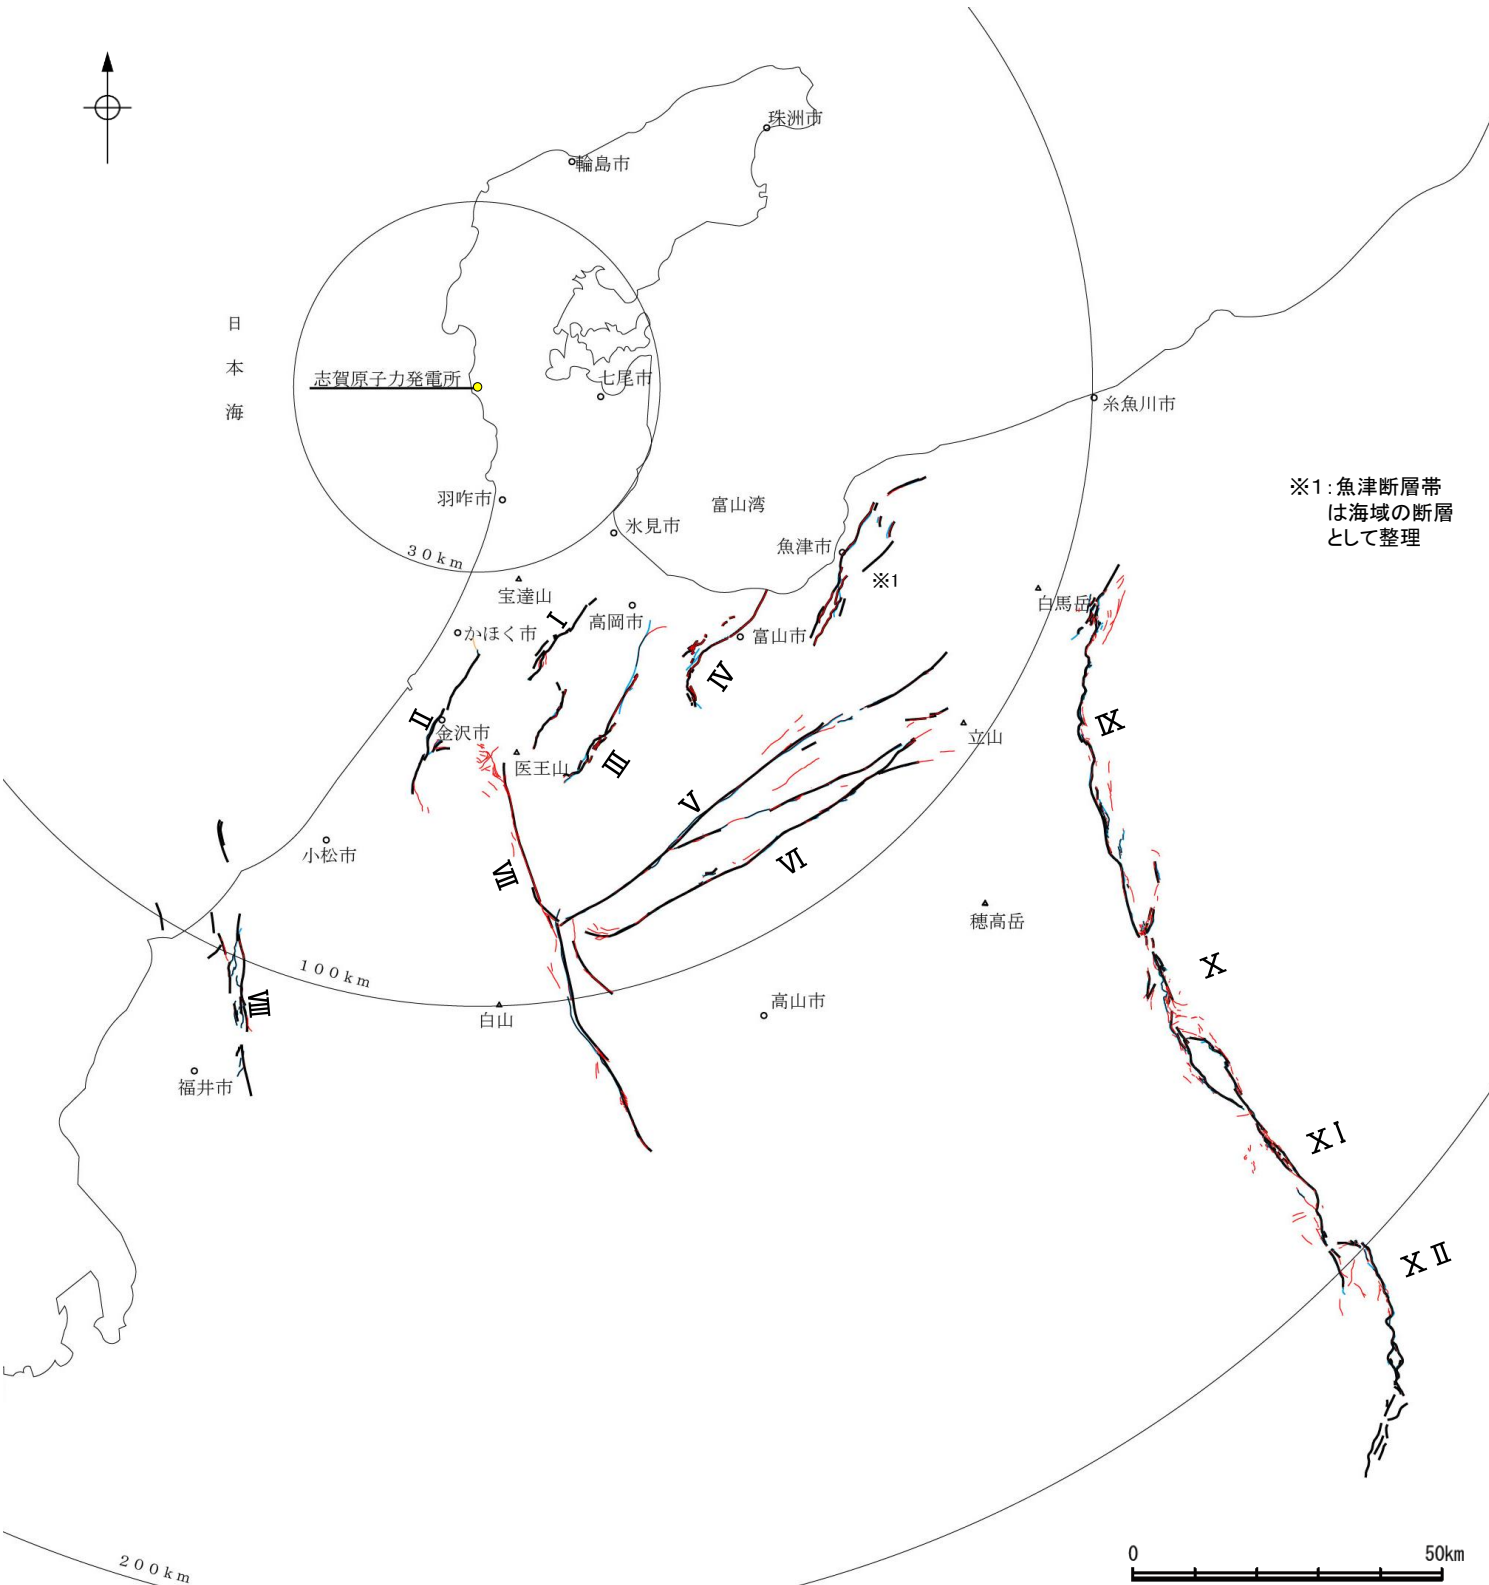 珠洲市
輪島市
日本海
志賀原子力発電所
七尾市
糸魚川市
羽咋市
富山湾
※1:魚津断層帯
は海域の断層
として整理
氷見市
魚津市
30km
※1
宝達山
白馬岳
I
高岡市
かほく市
富山市
IV
II
金沢市
IX
立山
医王山
III
V
小松市
VI
VIII
穂高岳
X
100km
VIII
高山市
白山
福井市
XI
XII
200km
0 50km